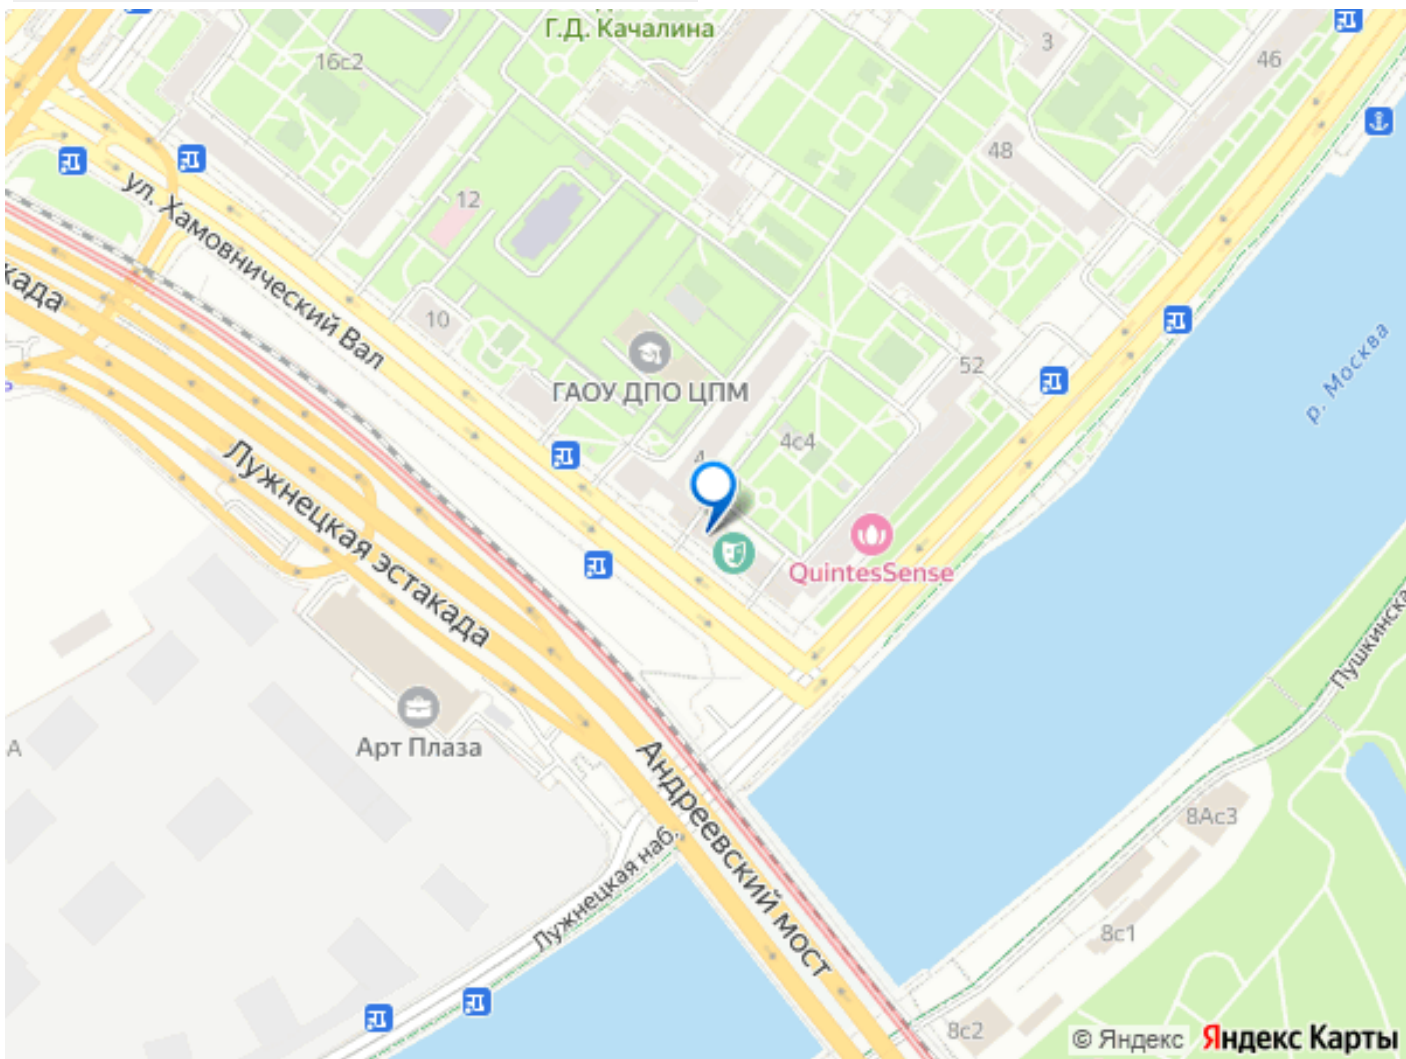 Г.Д. Качалина
16с2
3
46
48
12
ул. Хамовнический Вал
када
10
ГАОУ ДПО ЦПМ
52
р. Москва
4с4
4
Лужнецкая эстакада
QuintesSense
Пушкинска
Арт Плаза
А
Андреевский мост
8Ас3
Лужнецкая наб.
8с1
8с2
© Яндекс Яндекс Карты